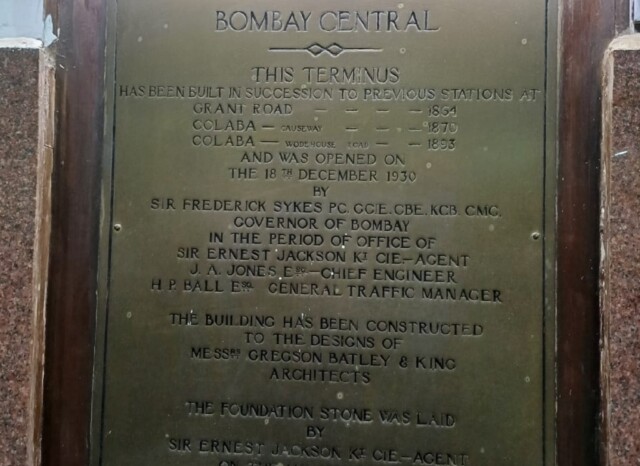 BOMBAY CENTRAL
THIS TERMINUS
HAS BEEN BUILT IN SUCCESSION TO PREVIOUS STATIONS AT
GRANT ROAD — — — — 1854
COLABA — CAUSEWAY — — — 1870
COLABA — WODEHOUSE ROAD — — 1893
AND WAS OPENED ON
THE 18TH DECEMBER 1930
BY
SIR FREDERICK SYKES PC. GCIE. GBE. KCB. CMG.
GOVERNOR OF BOMBAY
IN THE PERIOD OF OFFICE OF
SIR ERNEST JACKSON KT CIE—AGENT
J. A. JONES ESQ.—CHIEF ENGINEER
H P. BALL ESQ. GENERAL TRAFFIC MANAGER
THE BUILDING HAS BEEN CONSTRUCTED
TO THE DESIGNS OF
MESSRS GREGSON BATLEY & KING
ARCHITECTS
THE FOUNDATION STONE WAS LAID
BY
SIR ERNEST JACKSON KT CIE—AGENT